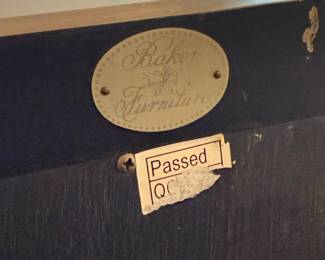 Baker
Furniture
Passed
QC